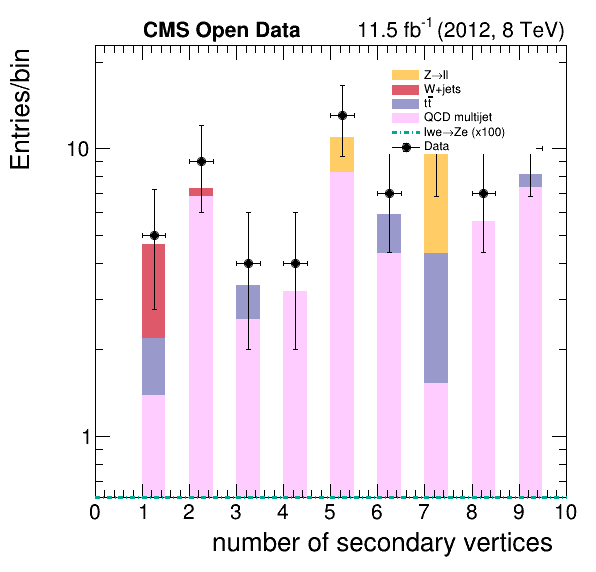 CMS Open Data 11.5 fb⁻¹ (2012, 8 TeV)
Entries/bin
Z→ll
W+jets
tt̅
QCD multijet
lwe→Ze (x100)
Data
10
1
0 1 2 3 4 5 6 7 8 9 10
number of secondary vertices